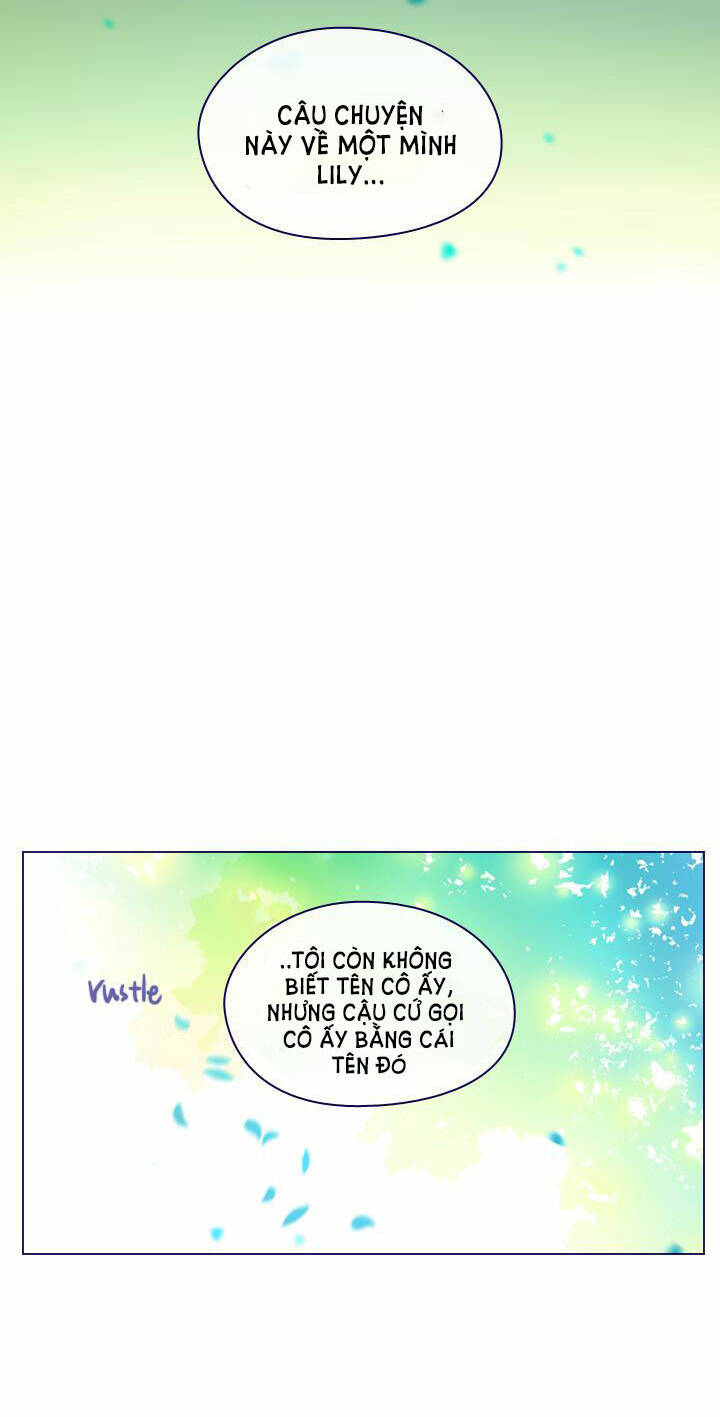 CÂU CHUYỆN
NÀY VỀ MỘT MÌNH
LILY...
..TÔI CÒN KHÔNG
BIẾT TÊN CÔ ẤY,
NHƯNG CẬU CỨ GỌI
CÔ ẤY BẰNG CÁI
TÊN ĐÓ
rustle